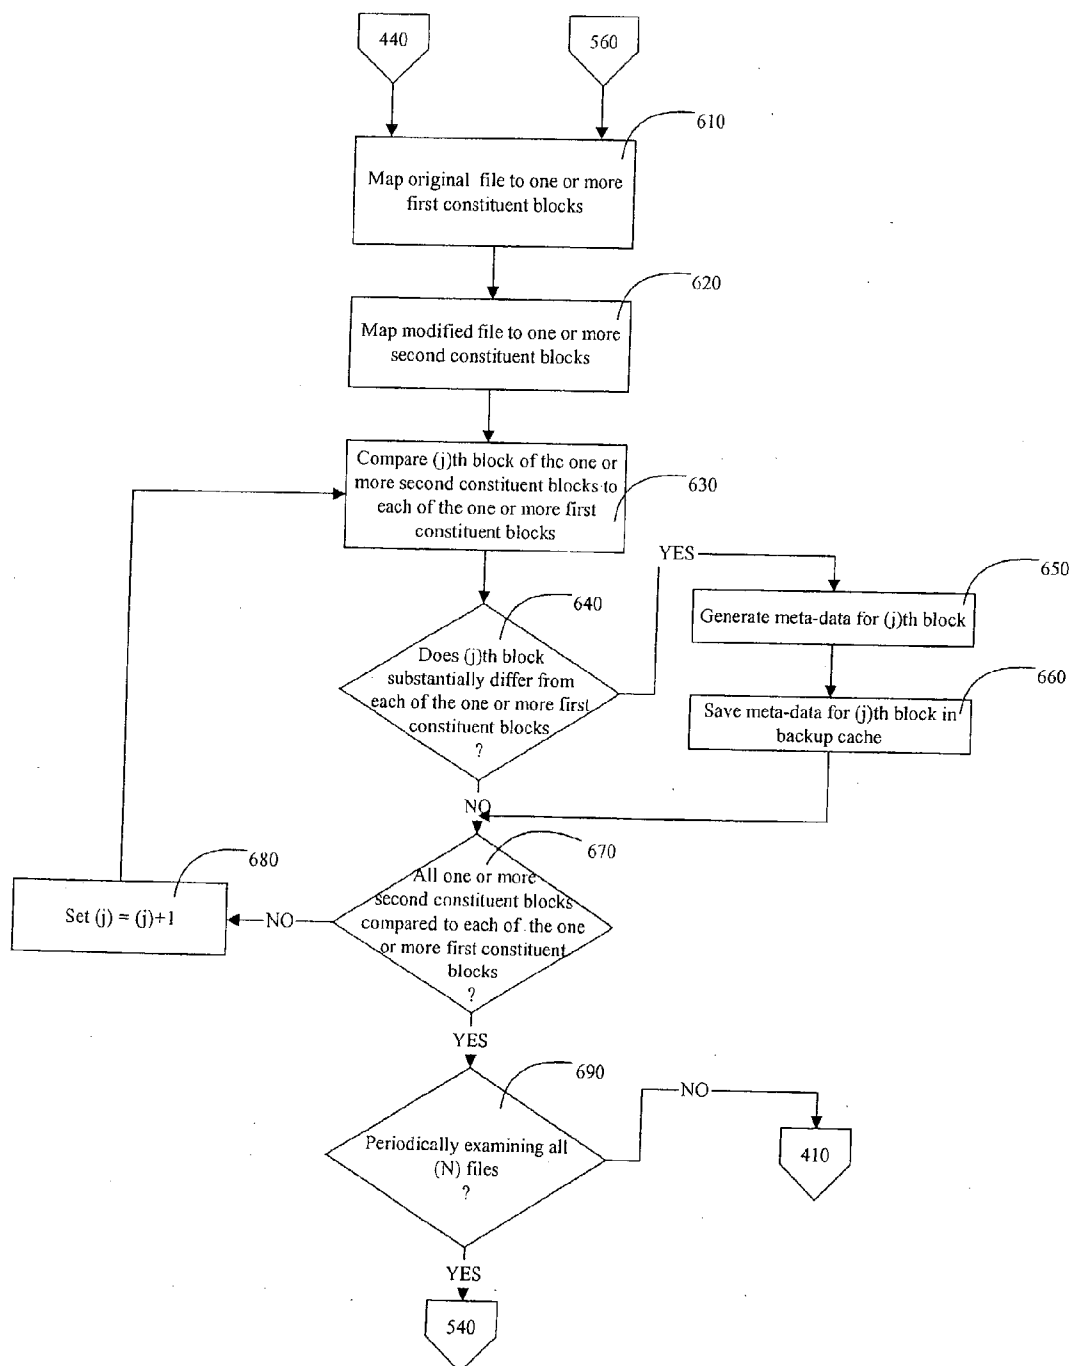 440
560
610
Map original file to one or more
first constituent blocks
620
Map modified file to one or more
second constituent blocks
Compare (j)th block of the one or
more second constituent blocks to
each of the one or more first
constituent blocks
630
YES
650
Generate meta-data for (j)th block
640
Does (j)th block
substantially differ from
each of the one or more first
constituent blocks
?
660
Save meta-data for (j)th block in
backup cache
NO
670
680
All one or more
second constituent blocks
compared to each of the one
or more first constituent
blocks
?
Set (j) = (j)+1
NO
YES
690
NO
Periodically examining all
(N) files
?
410
YES
540